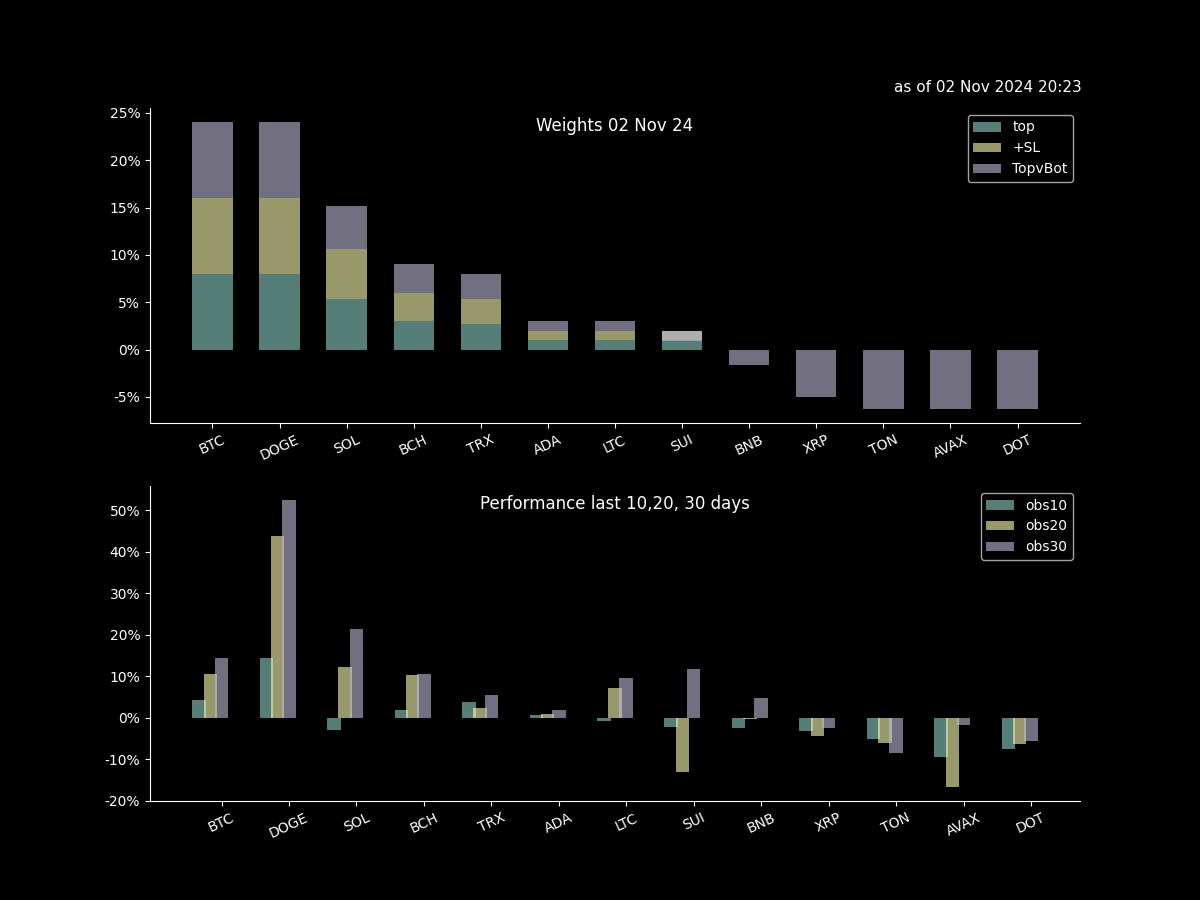 as of 02 Nov 2024 20:23
Weights 02 Nov 24
top
+SL
TopvBot
25%
20%
15%
10%
5%
0%
-5%
BTC DOGE SOL BCH TRX ADA LTC SUI BNB XRP TON AVAX DOT
Performance last 10,20, 30 days
obs10
obs20
obs30
50%
40%
30%
20%
10%
0%
-10%
-20%
BTC DOGE SOL BCH TRX ADA LTC SUI BNB XRP TON AVAX DOT